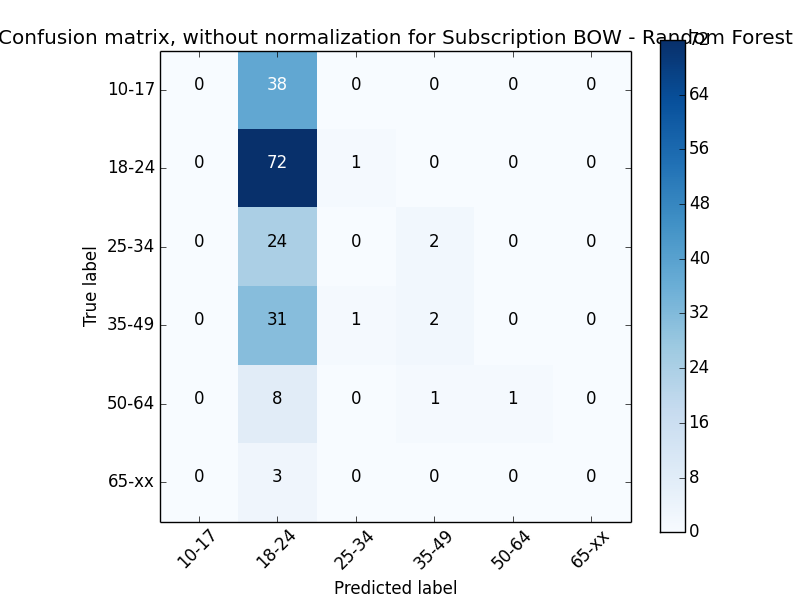 Confusion matrix, without normalization for Subscription BOW - Random Forest
72
10-17 0 38 0 0 0 0
64
18-24 0 72 1 0 0 0
56
48
25-34 0 24 0 2 0 0
40
35-49 0 31 1 2 0 0
32
24
50-64 0 8 0 1 1 0
16
65-xx 0 3 0 0 0 0
8
0
True label
10-17 18-24 25-34 35-49 50-64 65-xx
Predicted label